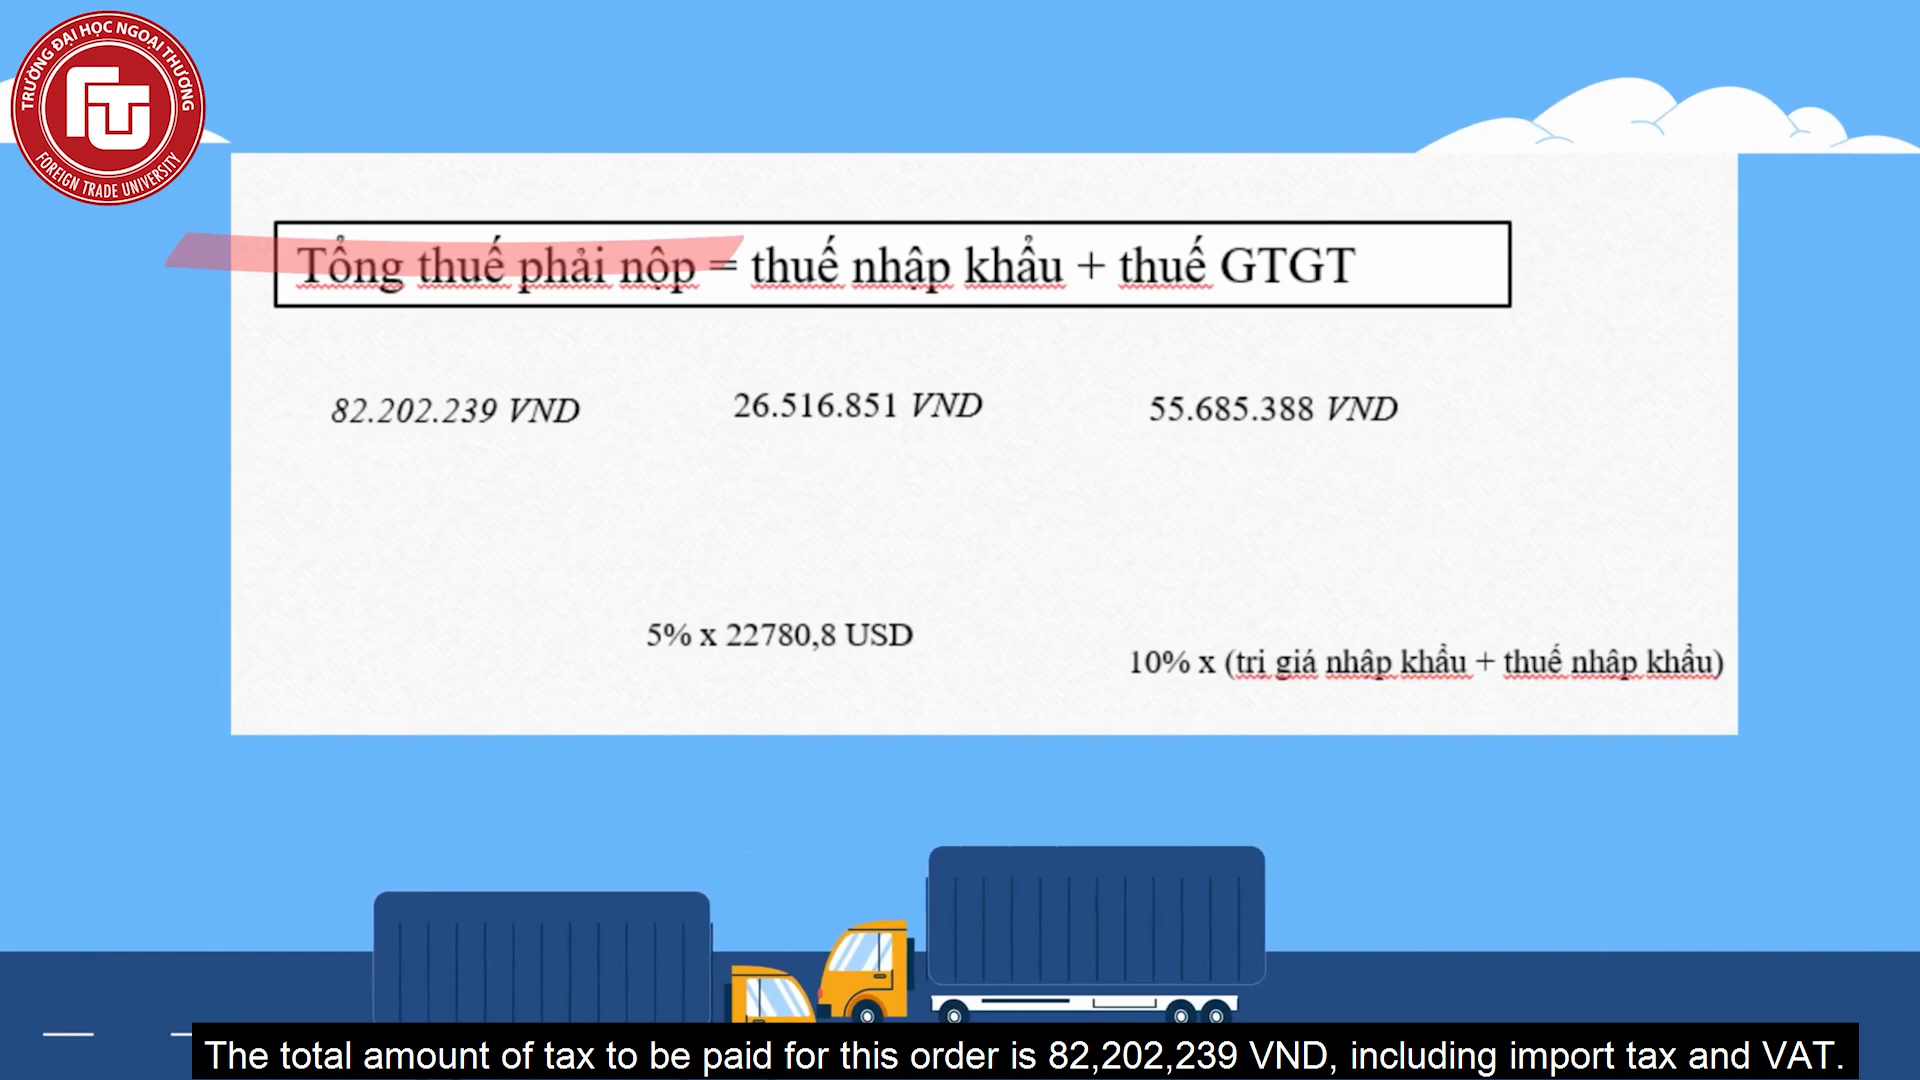 TRƯỜNG ĐẠI HỌC NGOẠI THƯƠNG
FTU
FOREIGN TRADE UNIVERSITY
Tổng thuế phải nộp = thuế nhập khẩu + thuế GTGT
82.202.239 VND 26.516.851 VND 55.685.388 VND
5% x 22780,8 USD
10% x (trị giá nhập khẩu + thuế nhập khẩu)
The total amount of tax to be paid for this order is 82,202,239 VND, including import tax and VAT.